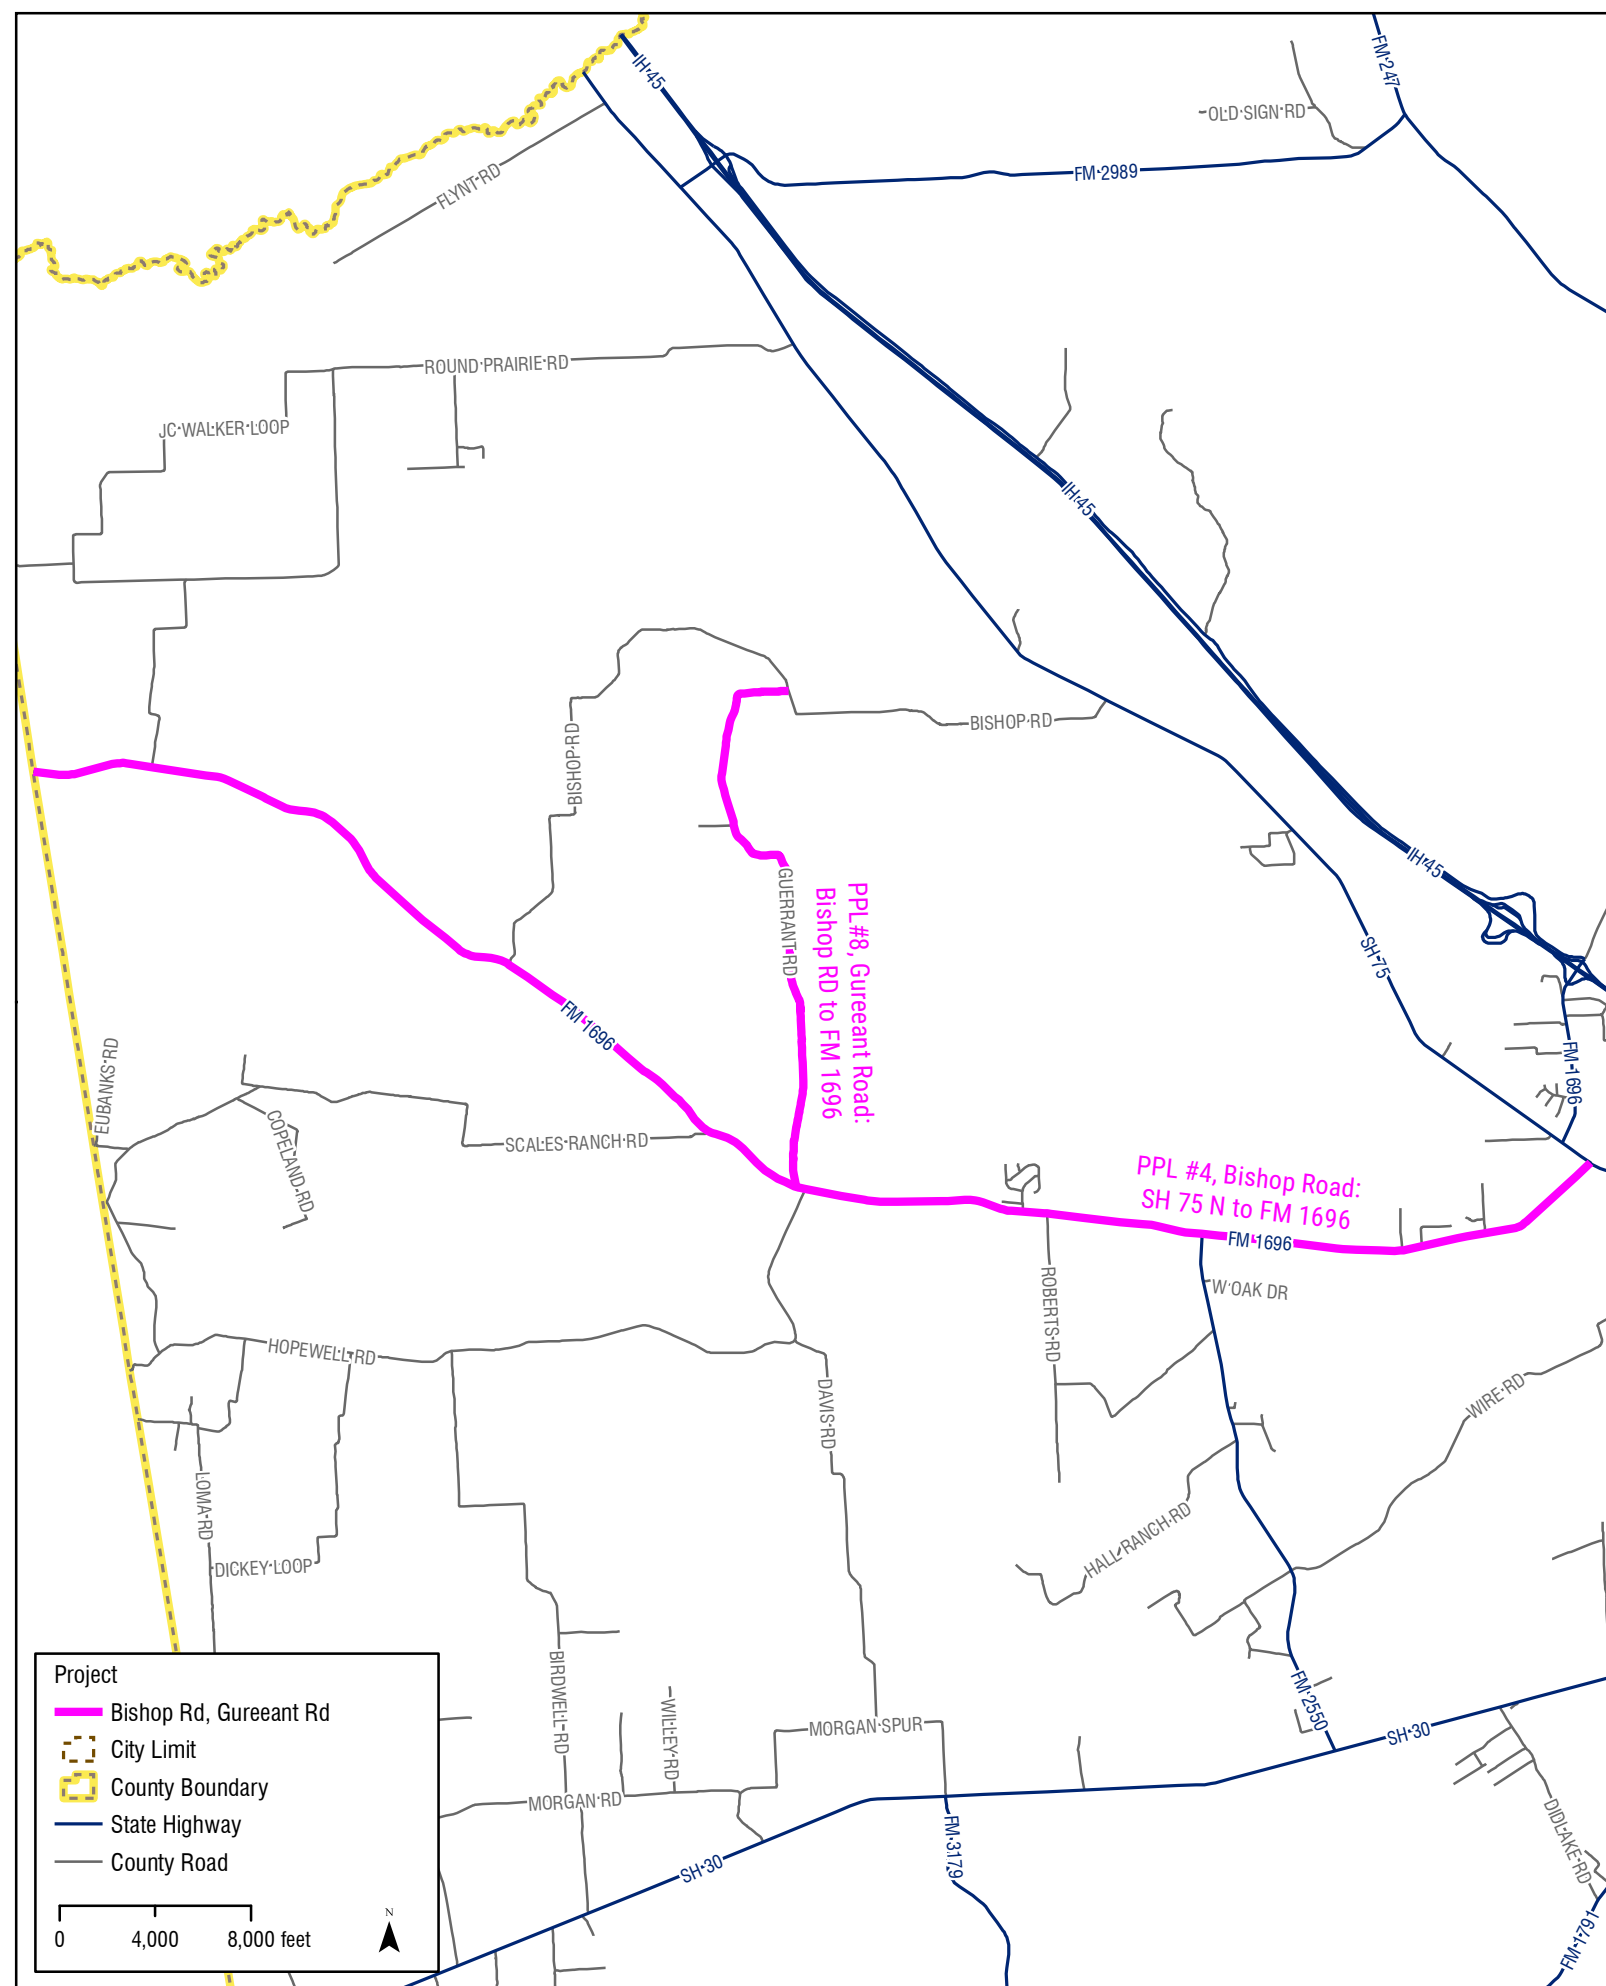 IH-45
FM-247
OLD SIGN RD
FM-2989
FLYNT RD
ROUND PRAIRIE RD
JC WALKER LOOP
IH-45
BISHOP RD
BISHOP RD
IH-45
GUERRANT RD
PPL#8, Gureeant Road:
Bishop RD to FM 1696
SH-75
FM-1696
FM-1696
EUBANKS RD
COPELAND RD
SCALES RANCH RD
PPL #4, Bishop Road:
SH 75 N to FM 1696
FM 1696
W OAK DR
ROBERTS RD
HOPEWELL RD
DAVIS RD
WIRE RD
LOMA RD
HALL RANCH RD
DICKEY LOOP
BIRDWELL RD
WILLEY RD
MORGAN SPUR
FM-2550
SH-30
MORGAN RD
FM-3179
SH-30
DIDLAKE RD
FM-1791
Project
Bishop Rd, Gureeant Rd
City Limit
County Boundary
State Highway
County Road
N
0 4,000 8,000 feet